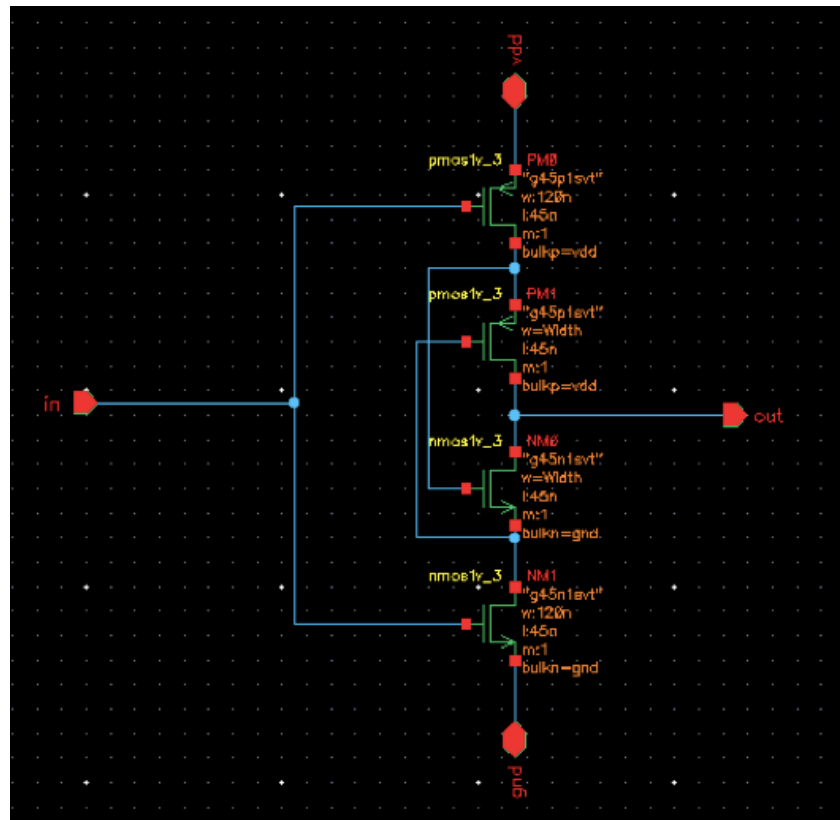 vdd
pmos1v_3 PM0
"g45p1svt"
w:120n
l:45n
m:1
bulkp=vdd
pmos1v_3 PM1
"g45p1svt"
w=Width
l:45n
m:1
bulkp=vdd
in
out
nmos1v_3 NM0
"g45n1svt"
w=Width
l:45n
m:1
bulkn=gnd
nmos1v_3 NM1
"g45n1svt"
w:120n
l:45n
m:1
bulkn=gnd
gnd